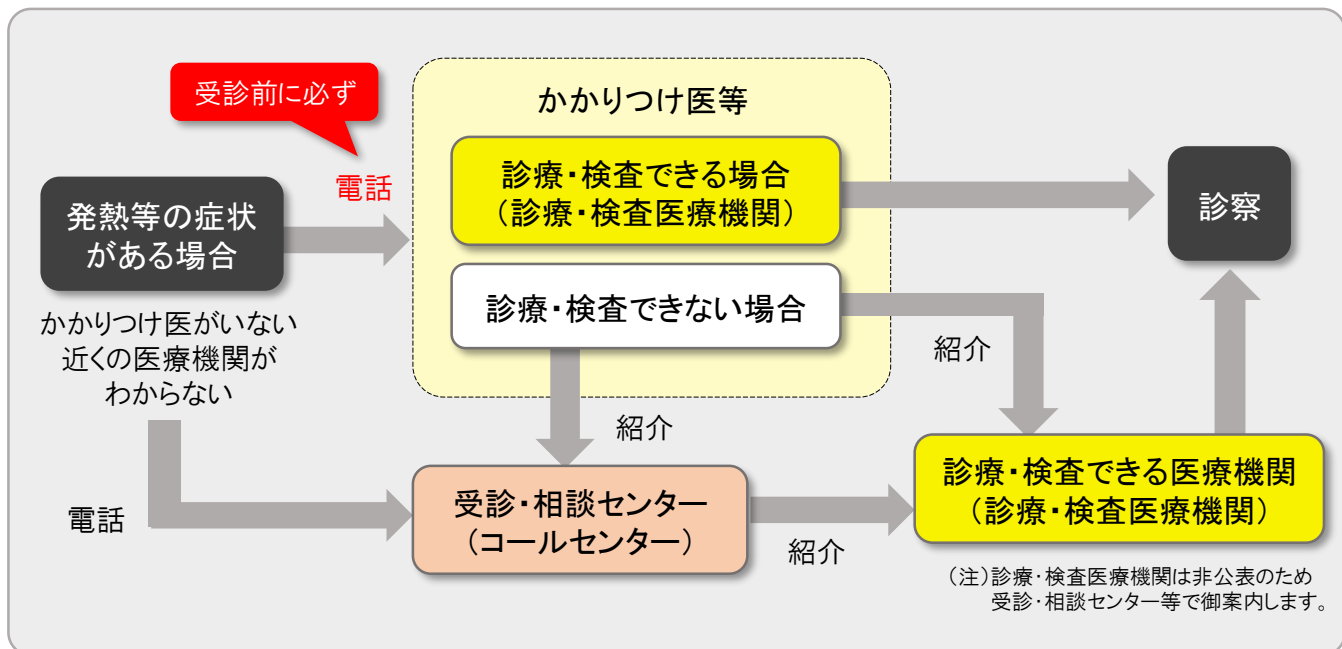 受診前に必ず
電話
発熱等の症状
がある場合
かかりつけ医等
診療・検査できる場合
（診療・検査医療機関）
診療・検査できない場合
診察
かかりつけ医がいない
近くの医療機関が
わからない
電話
紹介
紹介
受診・相談センター
（コールセンター）
紹介
診療・検査できる医療機関
（診療・検査医療機関）
（注）診療・検査医療機関は非公表のため
受診・相談センター等で御案内します。